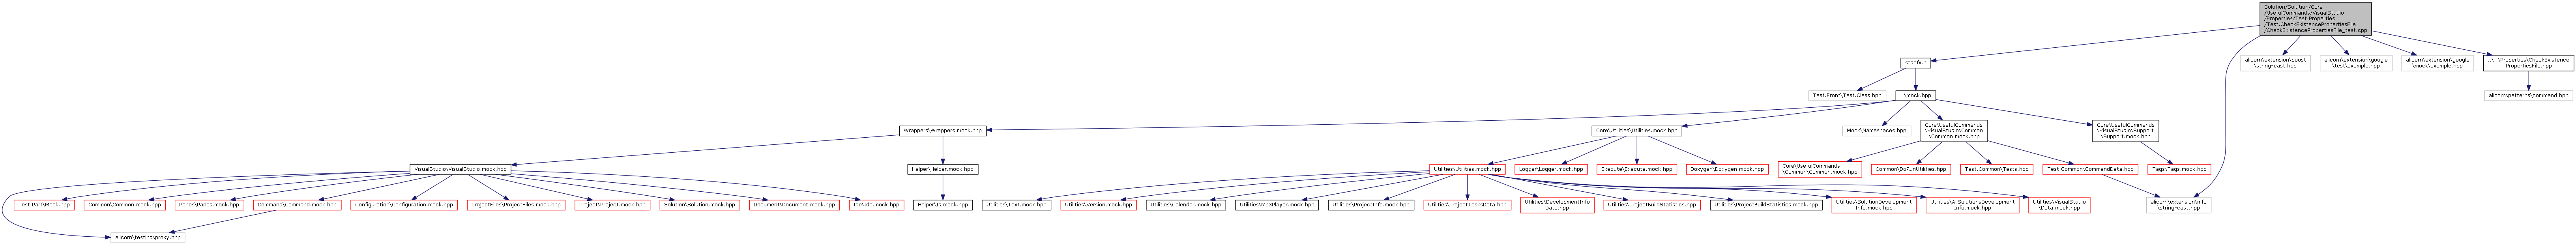 Solution/Solution/Core
/UsefulCommands/VisualStudio
/Properties/Test.Properties
/Test.CheckExistencePropertiesFile
/CheckExistencePropertiesFile_test.cpp
stdafx.h
alicorn\extension\boost
\string-cast.hpp
alicorn\extension\google
\test\example.hpp
alicorn\extension\google
\mock\example.hpp
..\..\Properties\CheckExistence
PropertiesFile.hpp
Test.Front\Test.Class.hpp
...\mock.hpp
alicorn\patterns\command.hpp
Wrappers\Wrappers.mock.hpp
Core\Utilities\Utilities.mock.hpp
Mock\Namespaces.hpp
Core\UsefulCommands
\VisualStudio\Common
\Common.mock.hpp
Core\UsefulCommands
\VisualStudio\Support
\Support.mock.hpp
VisualStudio\VisualStudio.mock.hpp
Helper\Helper.mock.hpp
Utilities\Utilities.mock.hpp
Logger\Logger.mock.hpp
Execute\Execute.mock.hpp
Doxygen\Doxygen.mock.hpp
Core\UsefulCommands
\Common\Common.mock.hpp
Common\DoRunUtilities.hpp
Test.Common\Tests.hpp
Test.Common\CommandData.hpp
Tags\Tags.mock.hpp
Test.Part\Mock.hpp
Common\Common.mock.hpp
Panes\Panes.mock.hpp
Command\Command.mock.hpp
Configuration\Configuration.mock.hpp
ProjectFiles\ProjectFiles.mock.hpp
Project\Project.mock.hpp
Solution\Solution.mock.hpp
Document\Document.mock.hpp
Ide\Ide.mock.hpp
Helper\Is.mock.hpp
Utilities\Text.mock.hpp
Utilities\Version.mock.hpp
Utilities\Calendar.mock.hpp
Utilities\Mp3Player.mock.hpp
Utilities\ProjectInfo.mock.hpp
Utilities\ProjectTasksData.hpp
Utilities\DevelopmentInfo
Data.hpp
Utilities\ProjectBuildStatistics.hpp
Utilities\ProjectBuildStatistics.mock.hpp
Utilities\SolutionDevelopment
Info.mock.hpp
Utilities\AllSolutionsDevelopment
Info.mock.hpp
Utilities\VisualStudio
\Data.mock.hpp
alicorn\extension\mfc
\string-cast.hpp
alicorn\testing\proxy.hpp